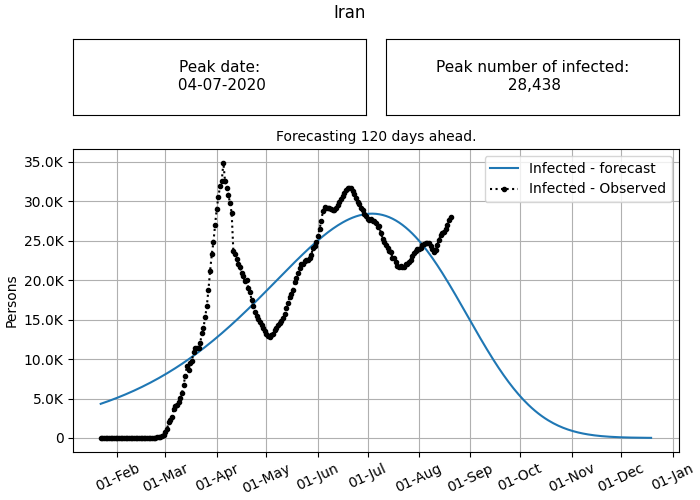 Iran
Peak date:
04-07-2020
Peak number of infected:
28,438
Forecasting 120 days ahead.
Infected - forecast
Infected - Observed
35.0K
30.0K
25.0K
20.0K
15.0K
10.0K
5.0K
0
Persons
01-Feb
01-Mar
01-Apr
01-May
01-Jun
01-Jul
01-Aug
01-Sep
01-Oct
01-Nov
01-Dec
01-Jan